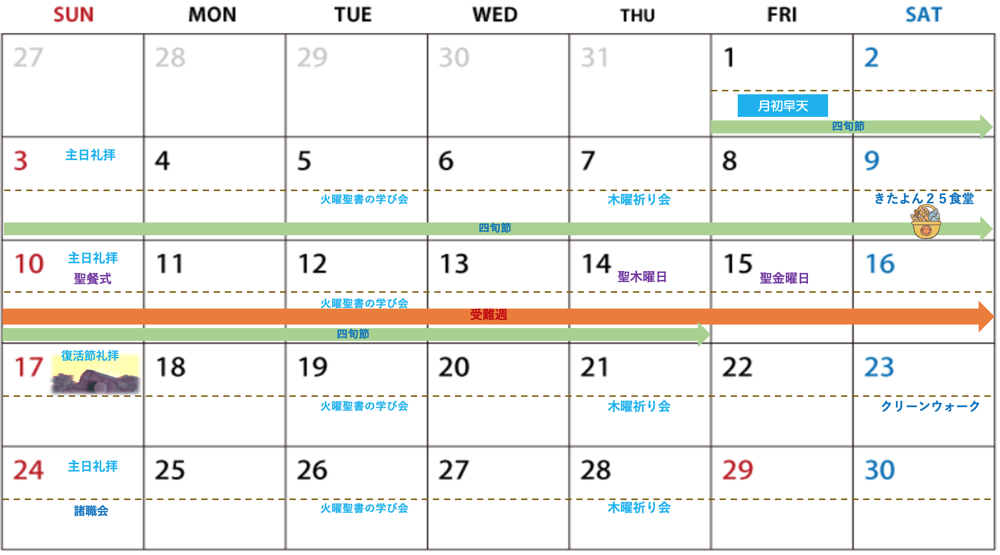 SUN MON TUE WED THU FRI SAT
27 28 29 30 31 1 2
月初早天
四旬節
3 主日礼拝 4 5 6 7 8 9
火曜聖書の学び会 木曜祈り会 きたよん２５食堂
四旬節
10 主日礼拝 11 12 13 14 15 16
聖餐式 聖木曜日 聖金曜日
火曜聖書の学び会
受難週
四旬節
17 復活節礼拝 18 19 20 21 22 23
火曜聖書の学び会 木曜祈り会 クリーンウォーク
24 主日礼拝 25 26 27 28 29 30
諸職会 火曜聖書の学び会 木曜祈り会